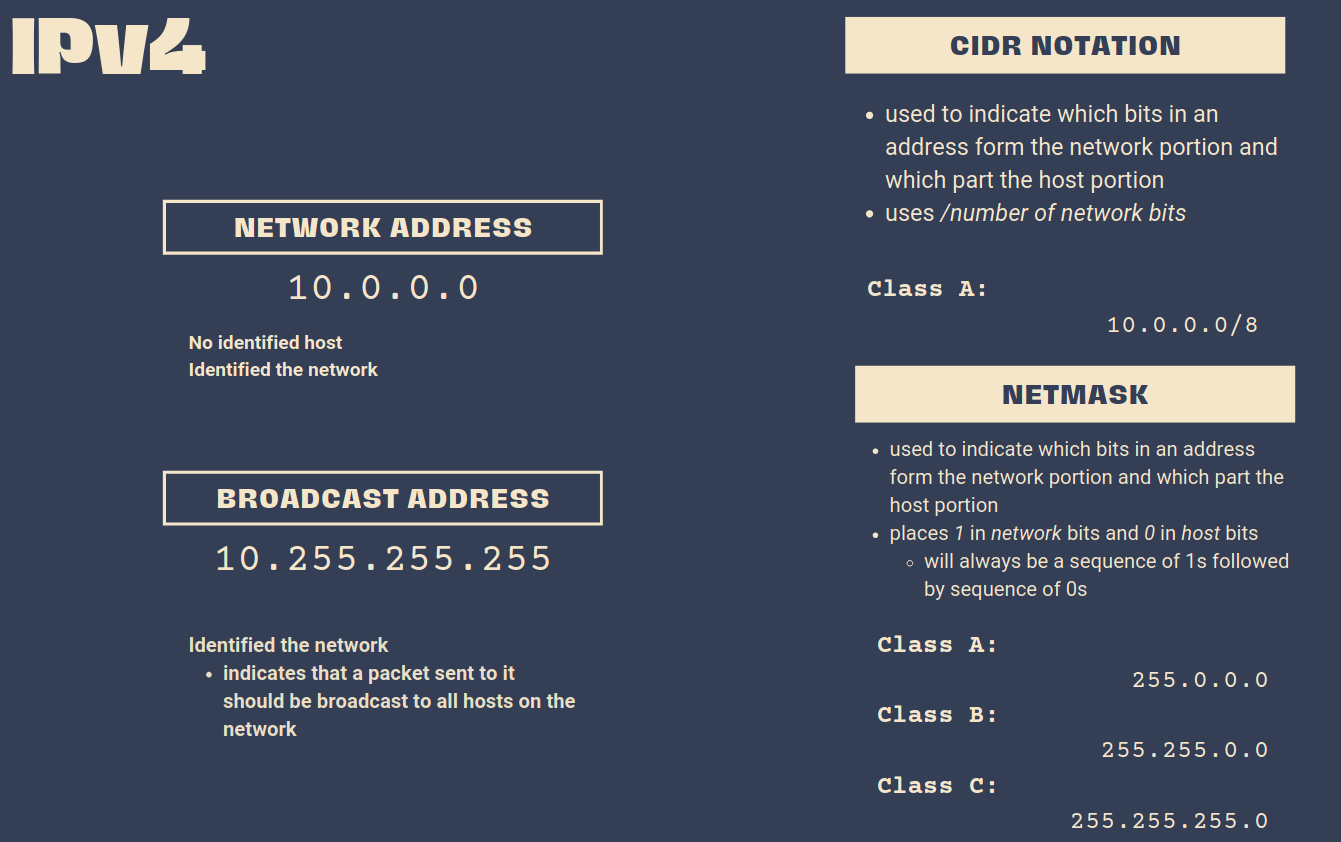 IPv4
NETWORK ADDRESS
10.0.0.0
No identified host
Identified the network
BROADCAST ADDRESS
10.255.255.255
Identified the network
• indicates that a packet sent to it
should be broadcast to all hosts on the
network
CIDR NOTATION
• used to indicate which bits in an
address form the network portion and
which part the host portion
• uses /number of network bits
Class A:
10.0.0.0/8
NETMASK
• used to indicate which bits in an address
form the network portion and which part the
host portion
• places 1 in network bits and 0 in host bits
◦ will always be a sequence of 1s followed
by sequence of 0s
Class A:
255.0.0.0
Class B:
255.255.0.0
Class C:
255.255.255.0